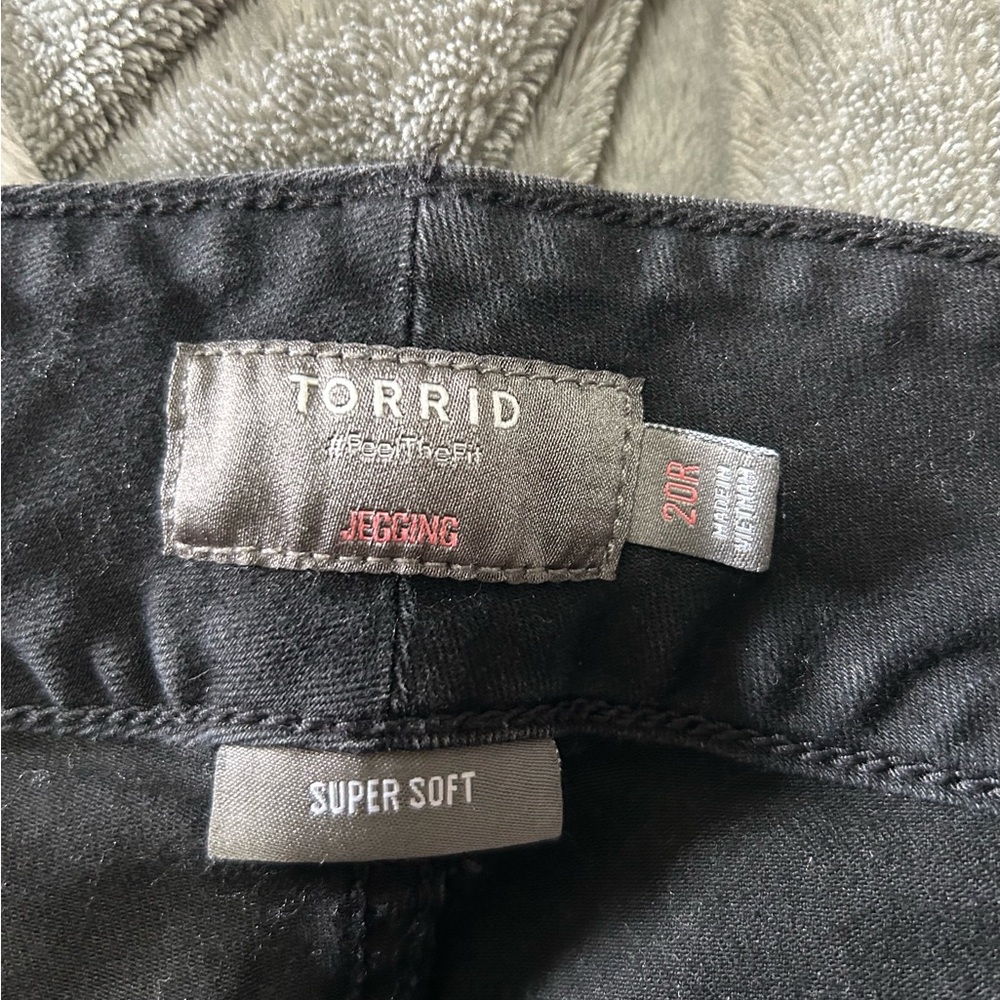 TORRID
#FeelTheFit
JEGGING
20R
MADE IN
VIETNAM
SUPER SOFT